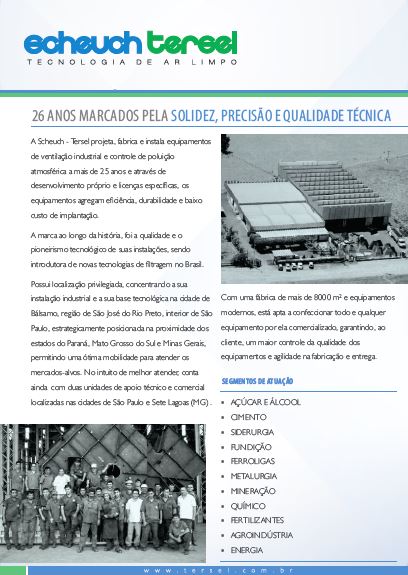 scheuch tersel
TECNOLOGIA DE AR LIMPO
26 ANOS MARCADOS PELA SOLIDEZ, PRECISÃO E QUALIDADE TÉCNICA
A Scheuch - Tersel projeta, fabrica e instala equipamentos
de ventilação industrial e controle de poluição
atmosférica a mais de 25 anos e através de
desenvolvimento próprio e licenças específicas, os
equipamentos agregam eficiência, durabilidade e baixo
custo de implantação.
A marca ao longo da história, foi a qualidade e o
pioneirismo tecnológico de suas instalações, sendo
introdutora de novas tecnologias de filtragem no Brasil.
Possui localização privilegiada, concentrando a sua
instalação industrial e a sua base tecnológica na cidade de
Bálsamo, região de São José do Rio Preto, interior de São
Paulo, estrategicamente posicionada na proximidade dos
estados do Paraná, Mato Grosso do Sul e Minas Gerais,
permitindo uma ótima mobilidade para atender os
mercados-alvos. No intuito de melhor atender, conta
ainda com duas unidades de apoio técnico e comercial
localizadas nas cidades de São Paulo e Sete Lagoas (MG) .
Com uma fábrica de mais de 8000 m² e equipamentos
modernos, está apta a confeccionar todo e qualquer
equipamento por ela comercializado, garantindo, ao
cliente, um maior controle da qualidade dos
equipamentos e agilidade na fabricação e entrega.
SEGMENTOS DE ATUAÇÃO
• AÇÚCAR E ÁLCOOL
• CIMENTO
• SIDERURGIA
• FUNDIÇÃO
• FERROLIGAS
• METALURGIA
• MINERAÇÃO
• QUÍMICO
• FERTILIZANTES
• AGROINDÚSTRIA
• ENERGIA
www.tersel.com.br